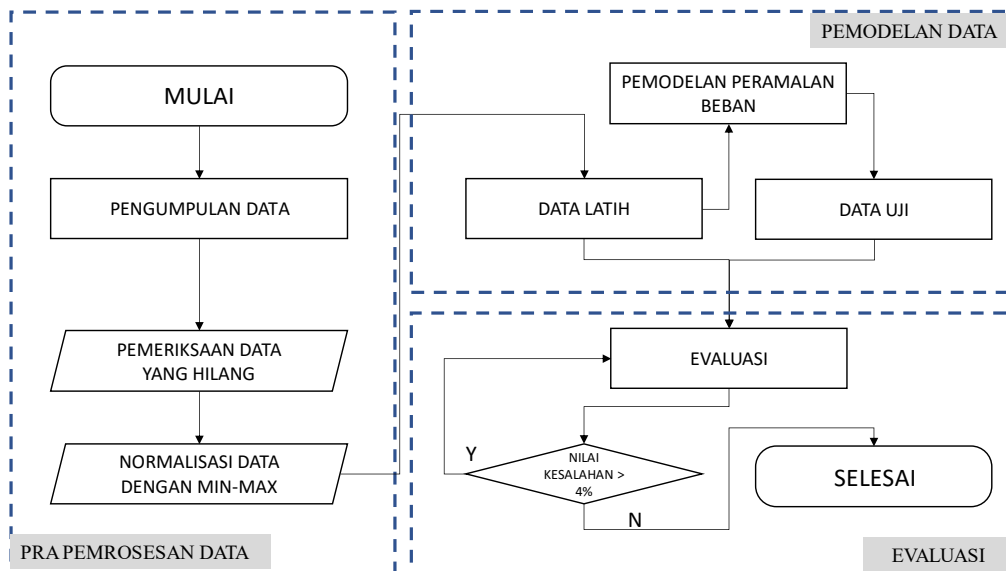 MULAI
PENGUMPULAN DATA
PEMERIKSAAN DATA
YANG HILANG
NORMALISASI DATA
DENGAN MIN-MAX
PRA PEMROSESAN DATA
PEMODELAN DATA
PEMODELAN PERAMALAN
BEBAN
DATA LATIH
DATA UJI
EVALUASI
Y
NILAI
KESALAHAN >
4%
N
SELESAI
EVALUASI